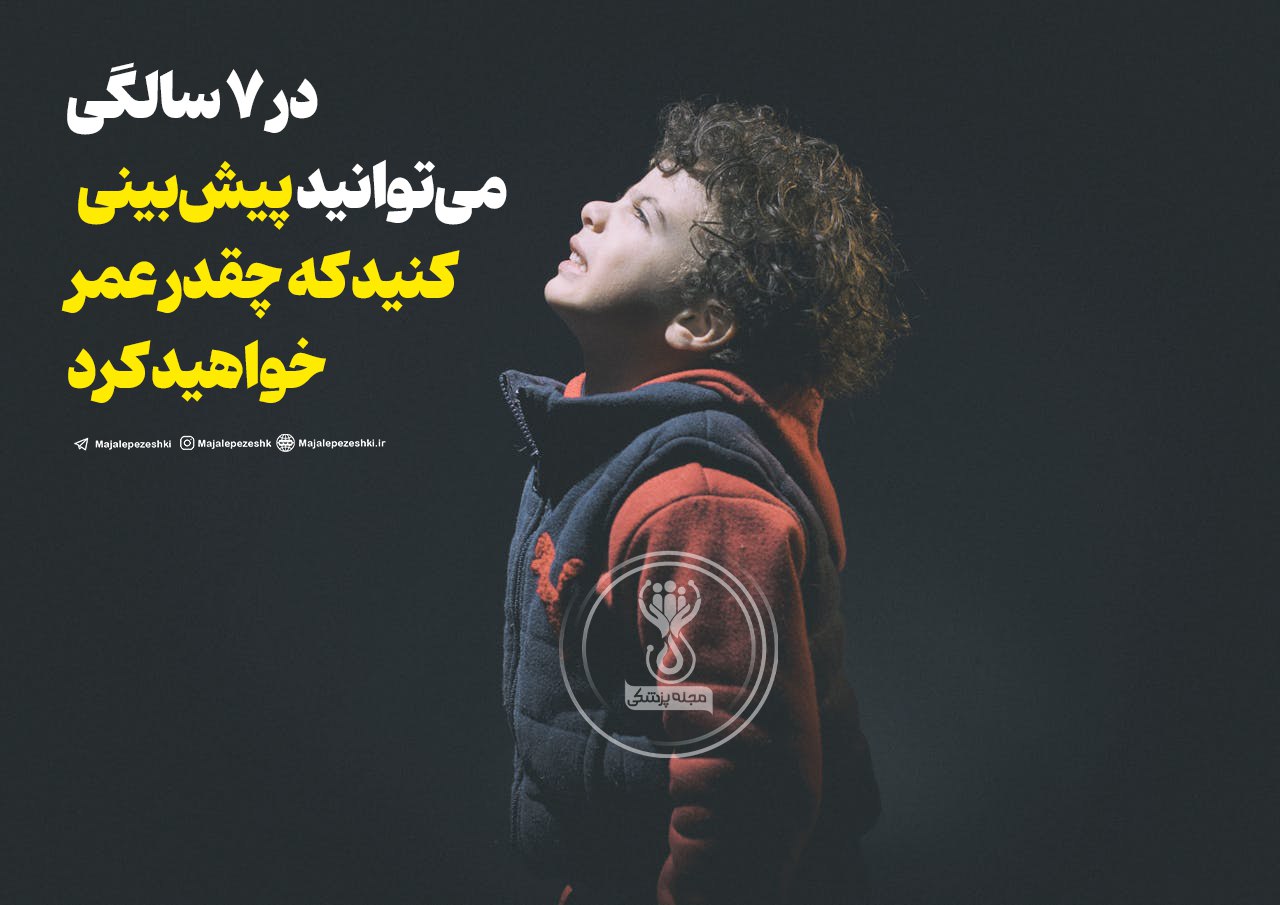 در ۷ سالگی
می‌توانید پیش‌بینی
کنید که چقدر عمر
خواهید کرد
Majalepezeshki Majalepezeshk Majalepezeshki.ir
مجله پزشکی